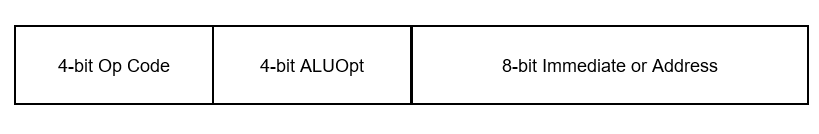 4-bit Op Code
4-bit ALUOpt
8-bit Immediate or Address